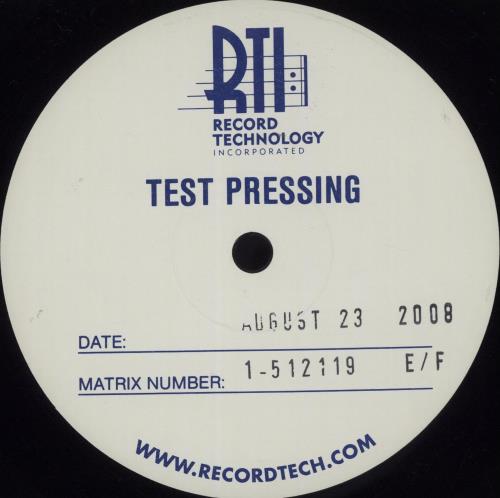 RTI
RECORD
TECHNOLOGY
INCORPORATED
TEST PRESSING
DATE: AUGUST 23 2008
MATRIX NUMBER: 1-512119 E/F
WWW.RECORDTECH.COM